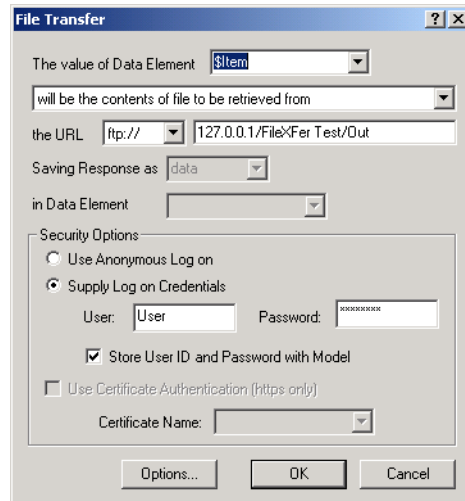 File Transfer
The value of Data Element $Item
will be the contents of file to be retrieved from
the URL ftp:// 127.0.0.1/FileXFer Test/Out
Saving Response as data
in Data Element
Security Options
Use Anonymous Log on
Supply Log on Credentials
User: User Password: ××××××××
Store User ID and Password with Model
Use Certificate Authentication (https only)
Certificate Name:
Options... OK Cancel